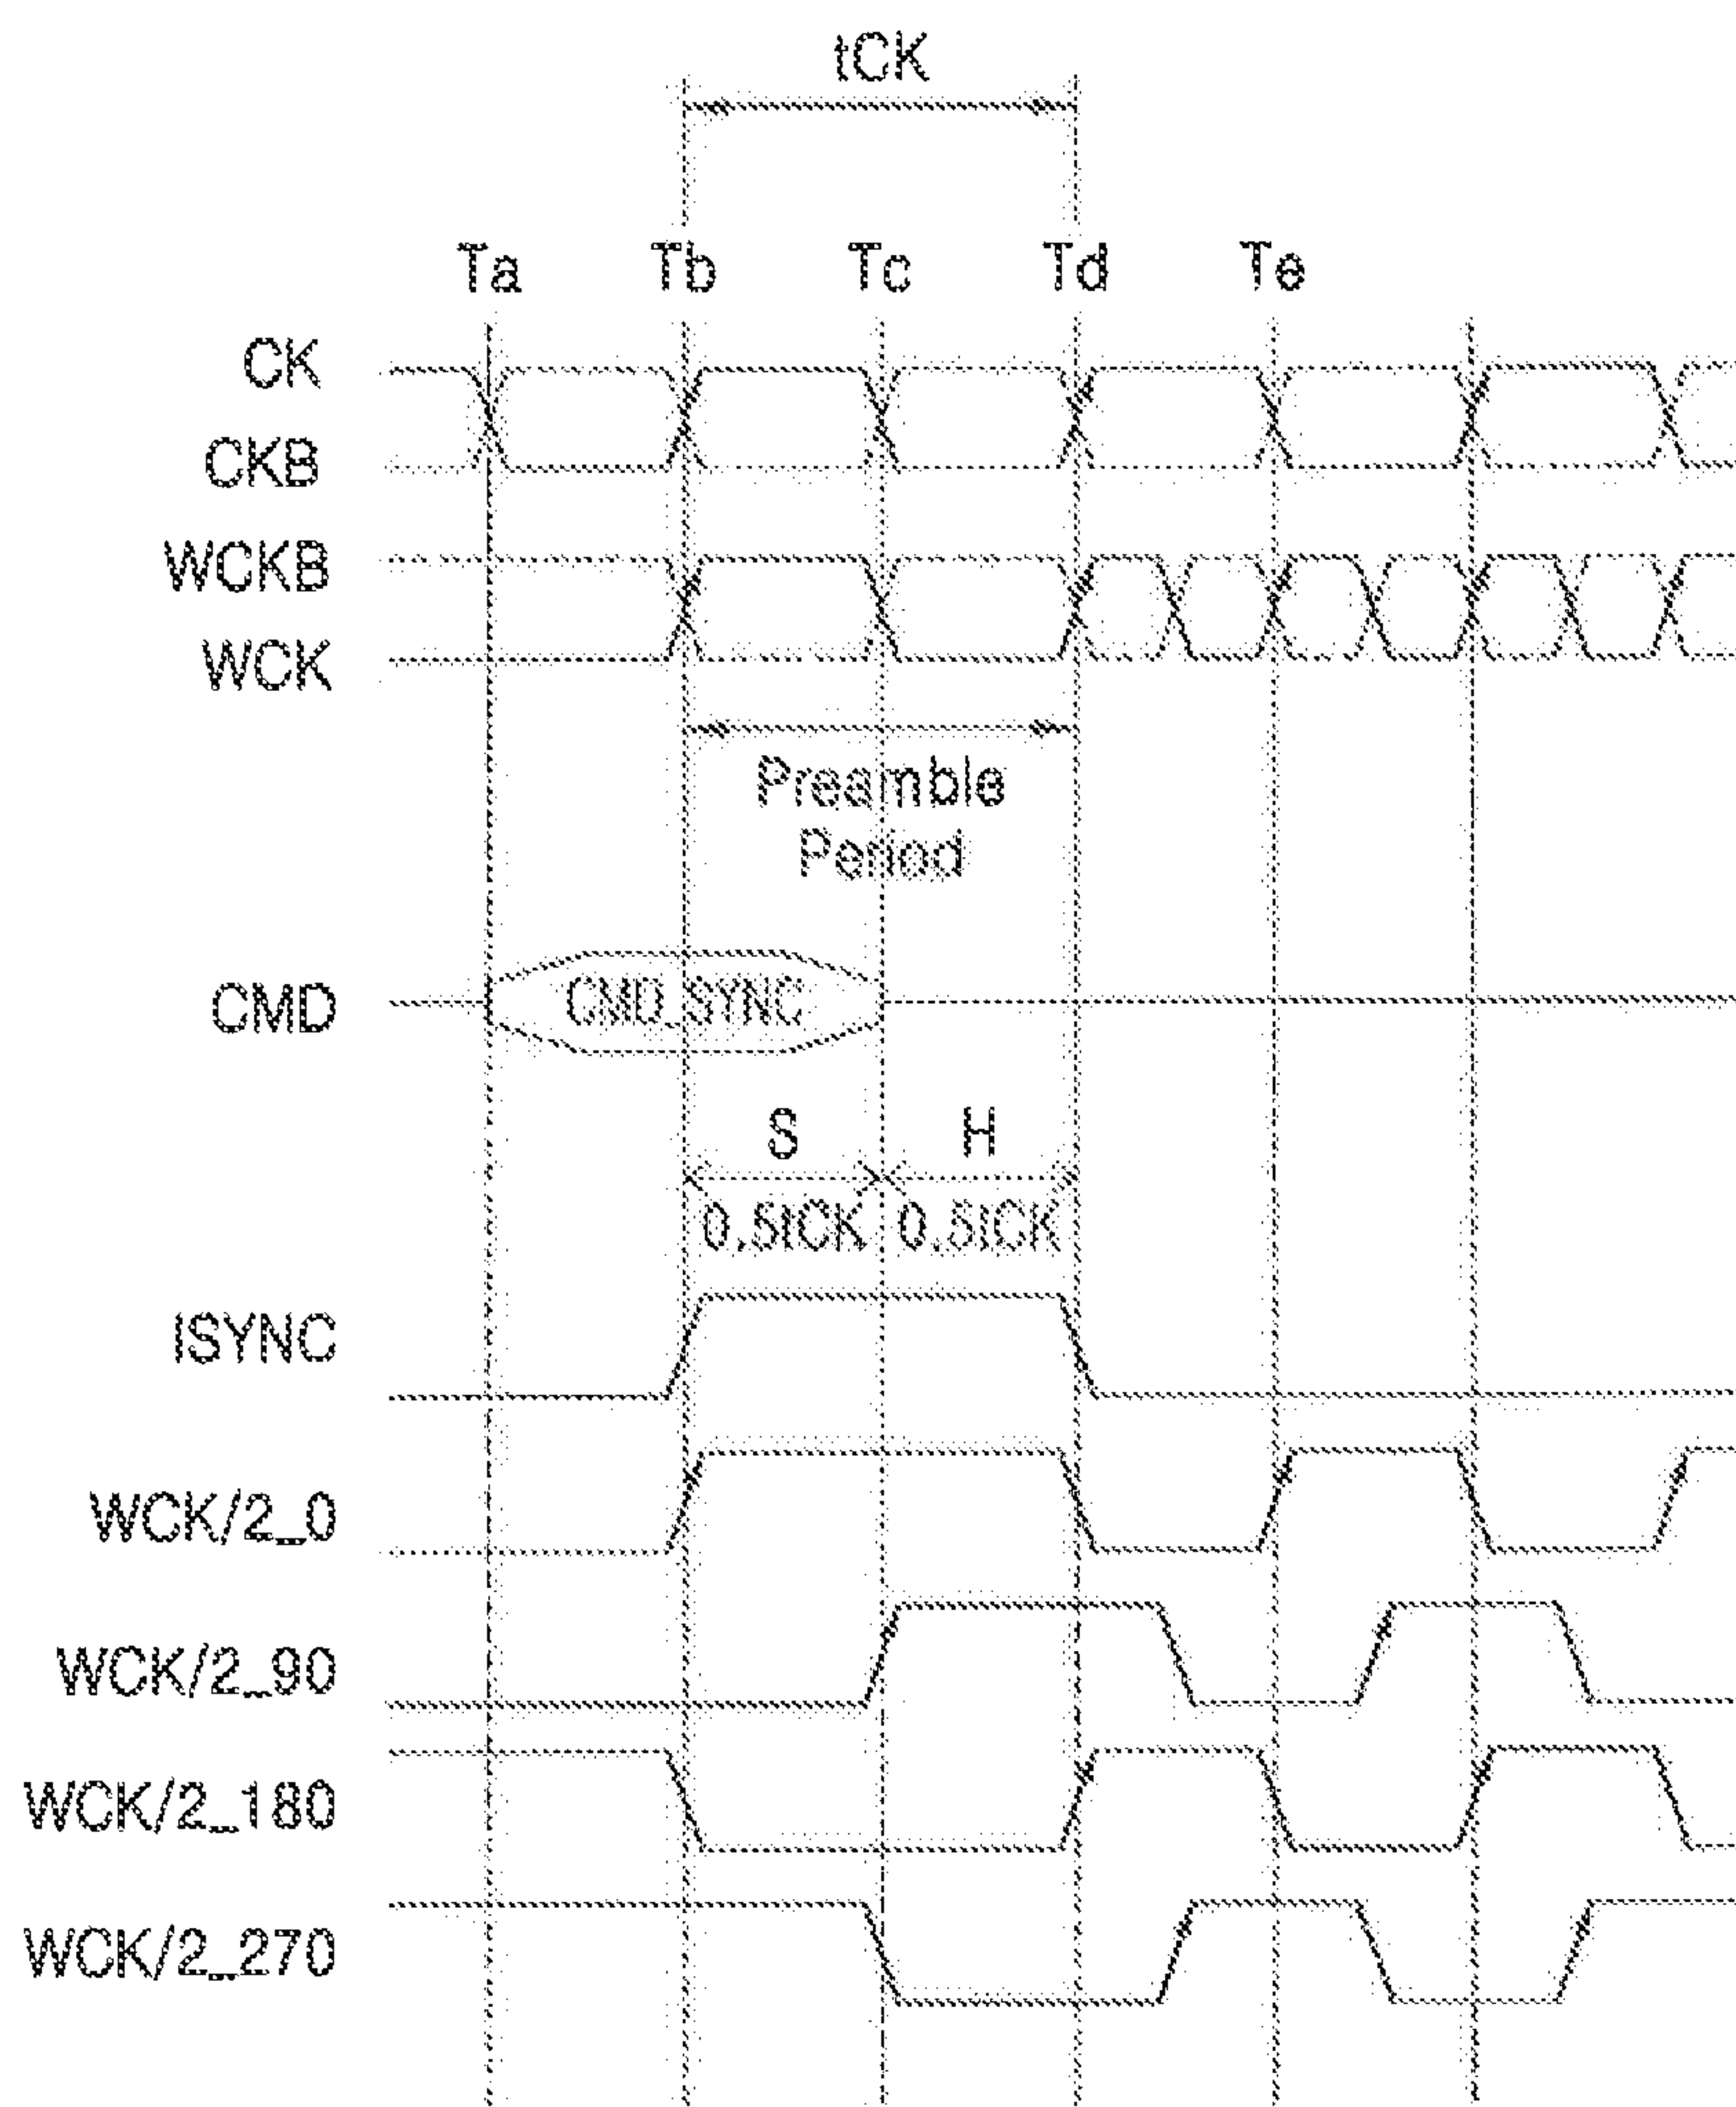 tCK
Ta Tb Tc Td Te
CK
CKB
WCKB
WCK
Preamble
Period
CMD CMD_SYNC
S H
0.5tCK 0.5tCK
ISYNC
WCK/2_0
WCK/2_90
WCK/2_180
WCK/2_270